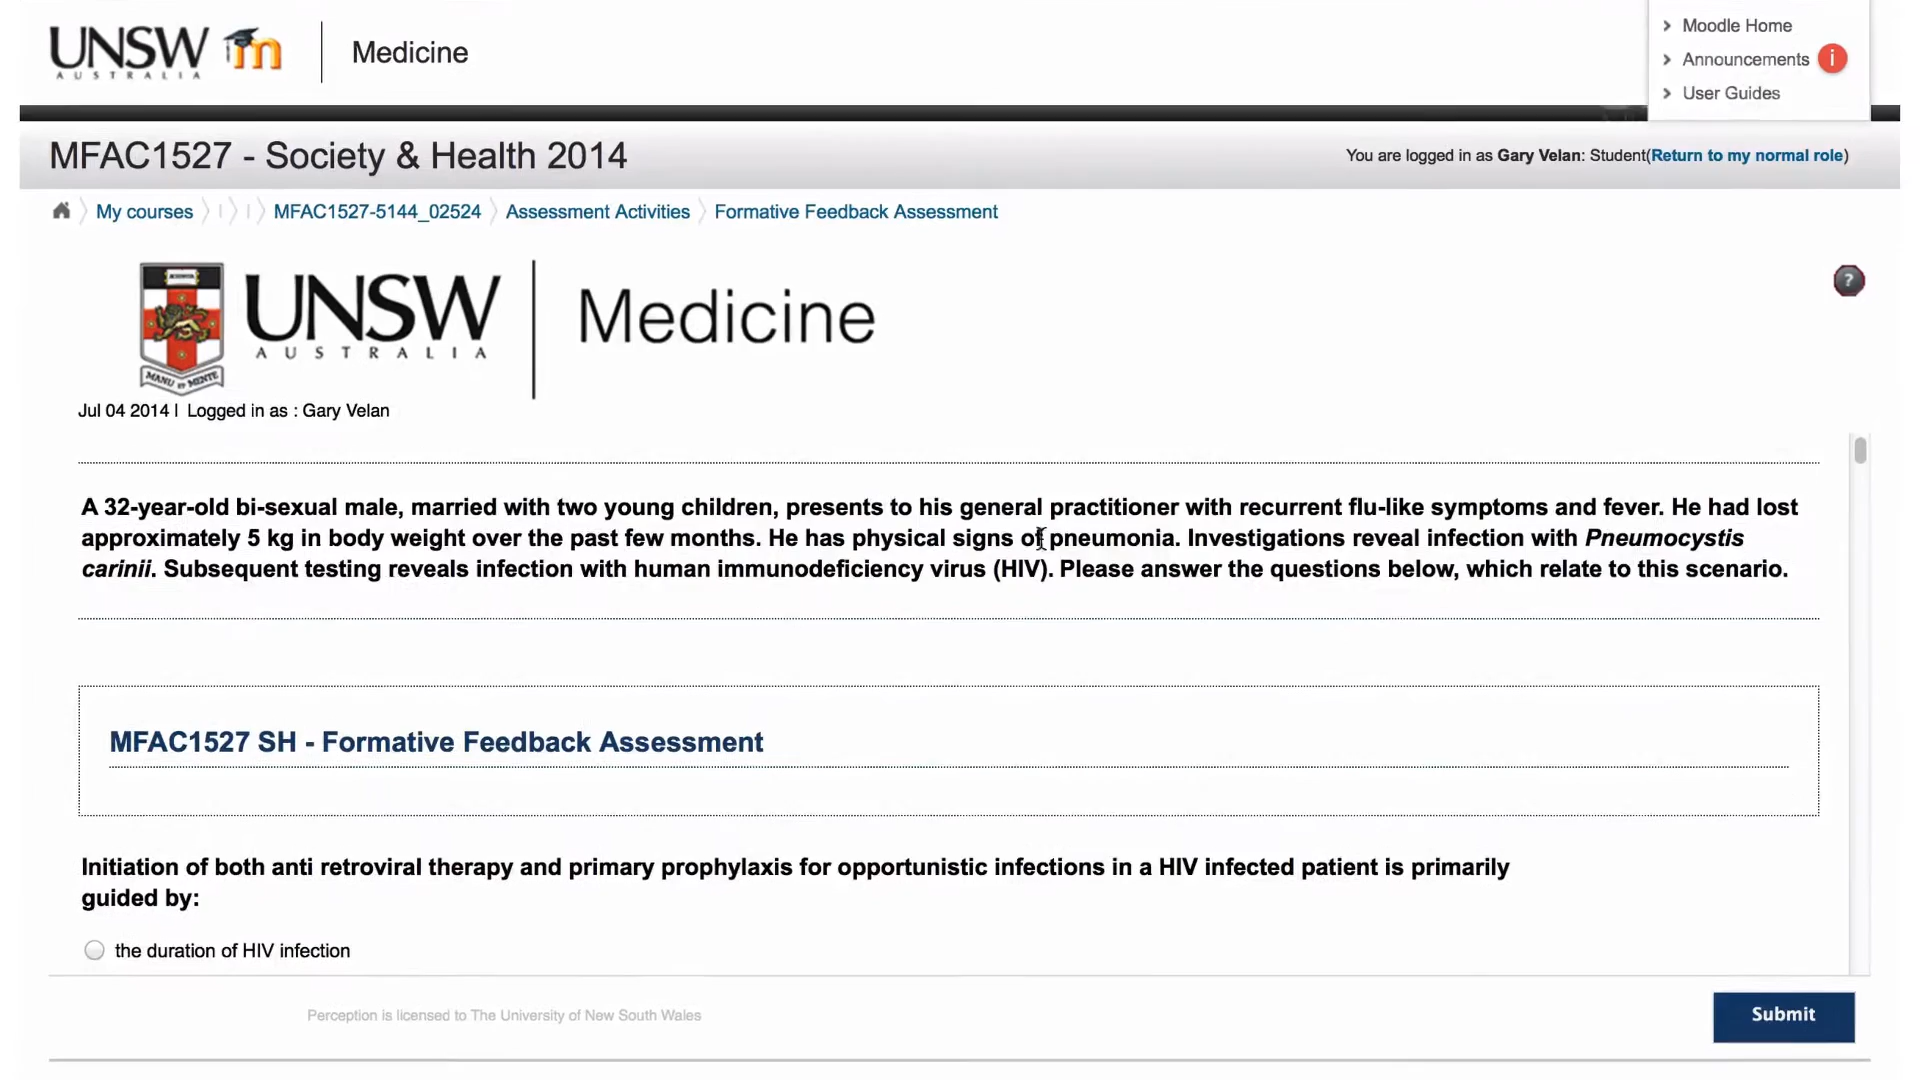 UNSW
AUSTRALIA
Medicine
Moodle Home
Announcements i
User Guides
MFAC1527 - Society & Health 2014
You are logged in as Gary Velan: Student(Return to my normal role)
My courses MFAC1527-5144_02524 Assessment Activities Formative Feedback Assessment
UNSW
AUSTRALIA
Medicine
MANU ET MENTE
?
Jul 04 2014 | Logged in as : Gary Velan
A 32-year-old bi-sexual male, married with two young children, presents to his general practitioner with recurrent flu-like symptoms and fever. He had lost
approximately 5 kg in body weight over the past few months. He has physical signs of pneumonia. Investigations reveal infection with Pneumocystis
carinii. Subsequent testing reveals infection with human immunodeficiency virus (HIV). Please answer the questions below, which relate to this scenario.
MFAC1527 SH - Formative Feedback Assessment
Initiation of both anti retroviral therapy and primary prophylaxis for opportunistic infections in a HIV infected patient is primarily
guided by:
the duration of HIV infection
Perception is licensed to The University of New South Wales
Submit